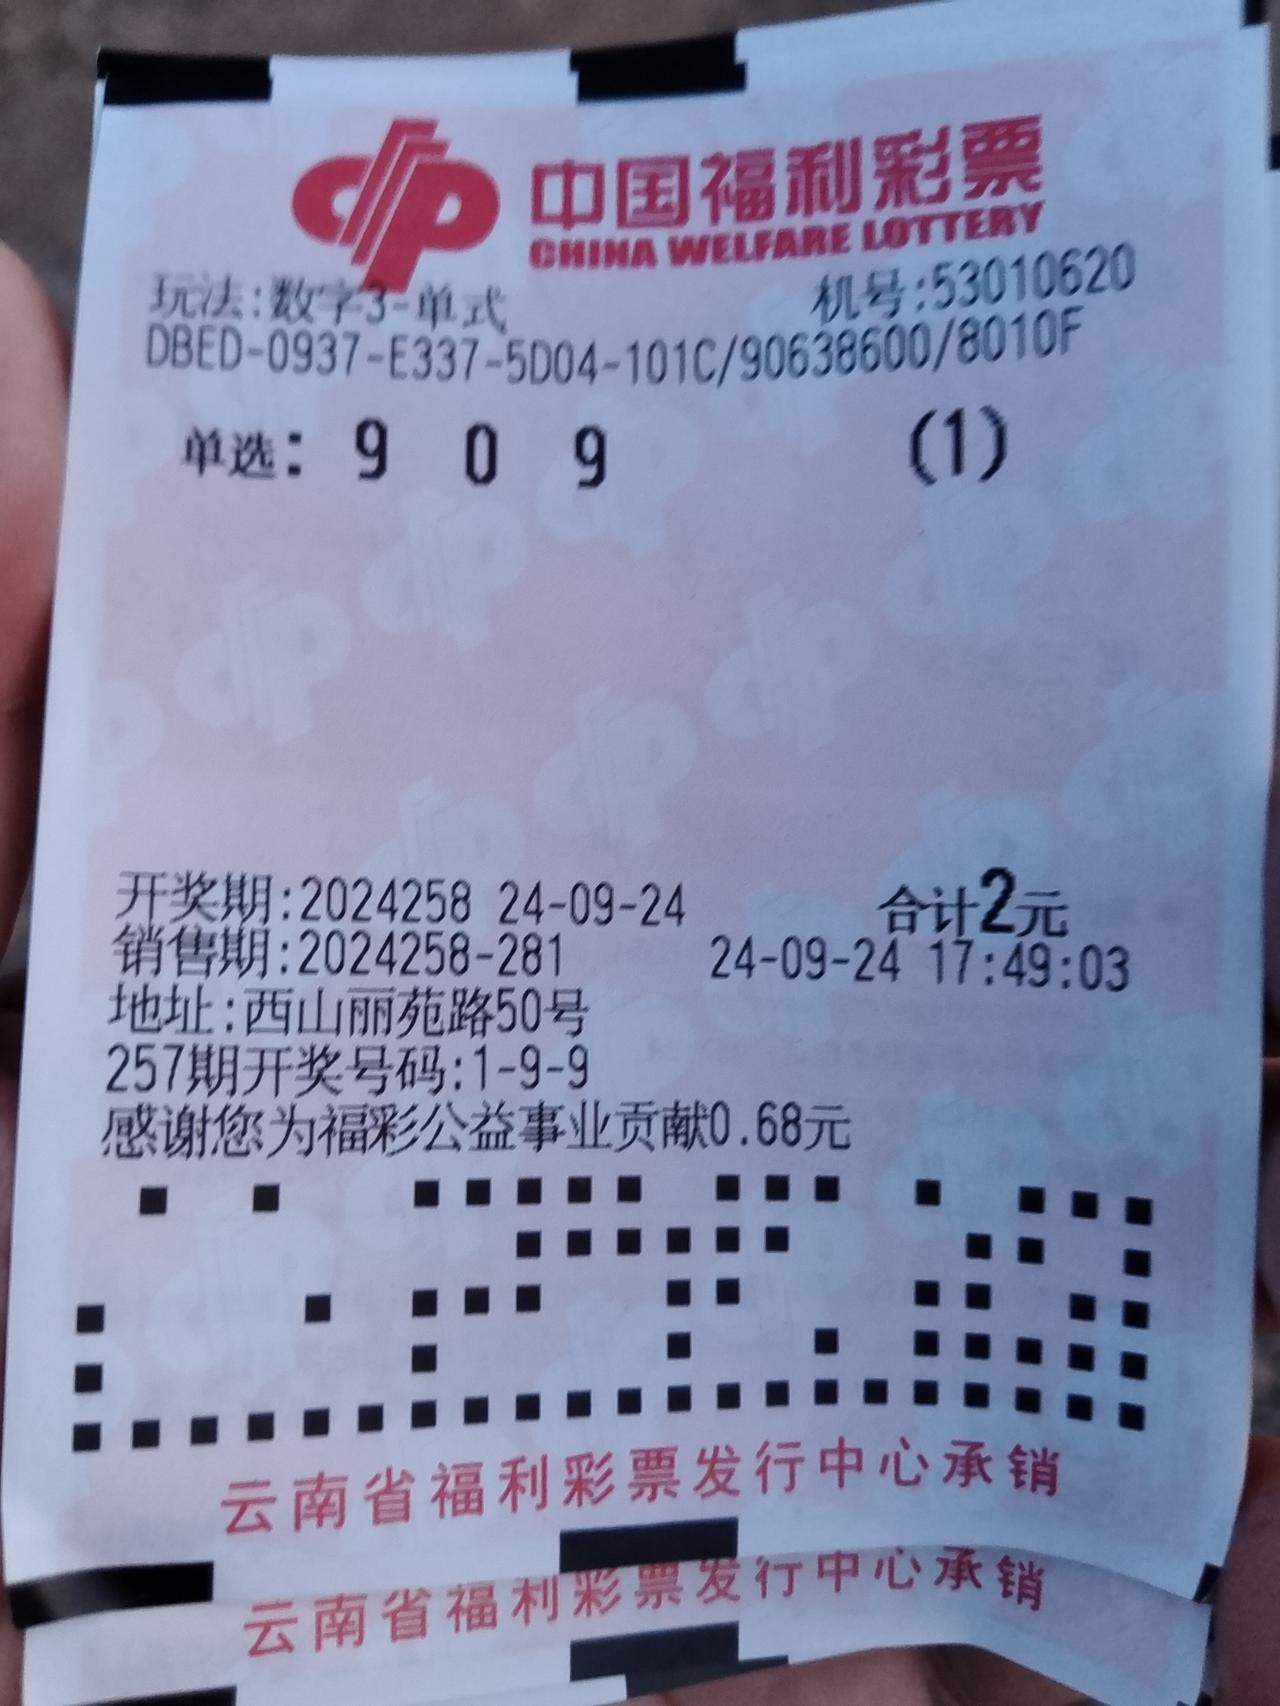 中国福利彩票
CHINA WELFARE LOTTERY
玩法:数字3-单式 机号:53010620
DBED-0937-E337-5D04-101C/90638600/8010F
单选: 9 0 9 (1)
开奖期:2024258 24-09-24 合计2元
销售期:2024258-281 24-09-24 17:49:03
地址:西山丽苑路50号
257期开奖号码:1-9-9
感谢您为福彩公益事业贡献0.68元
云南省福利彩票发行中心承销
云南省福利彩票发行中心承销